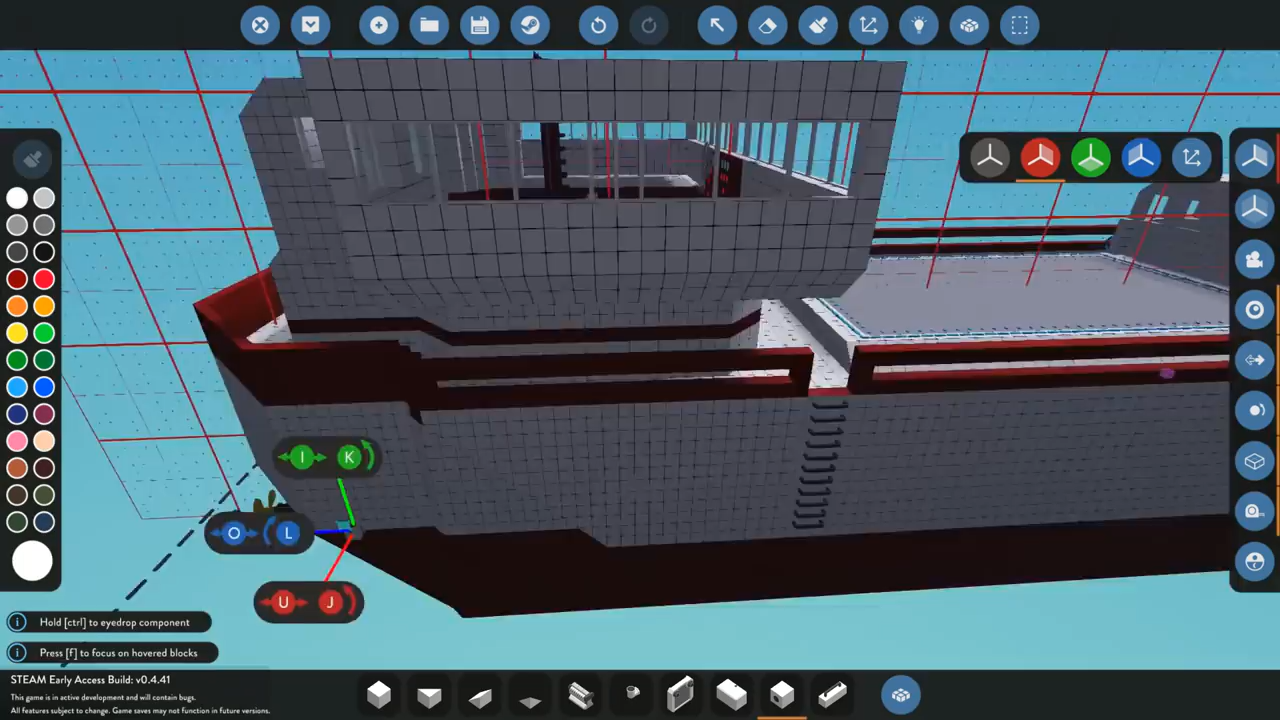 I K
O L
U J
Hold [ctrl] to eyedrop component
Press [f] to focus on hovered blocks
STEAM Early Access Build: v0.4.41
This game is in active development and will contain bugs.
All features subject to change. Game saves may not function in future versions.